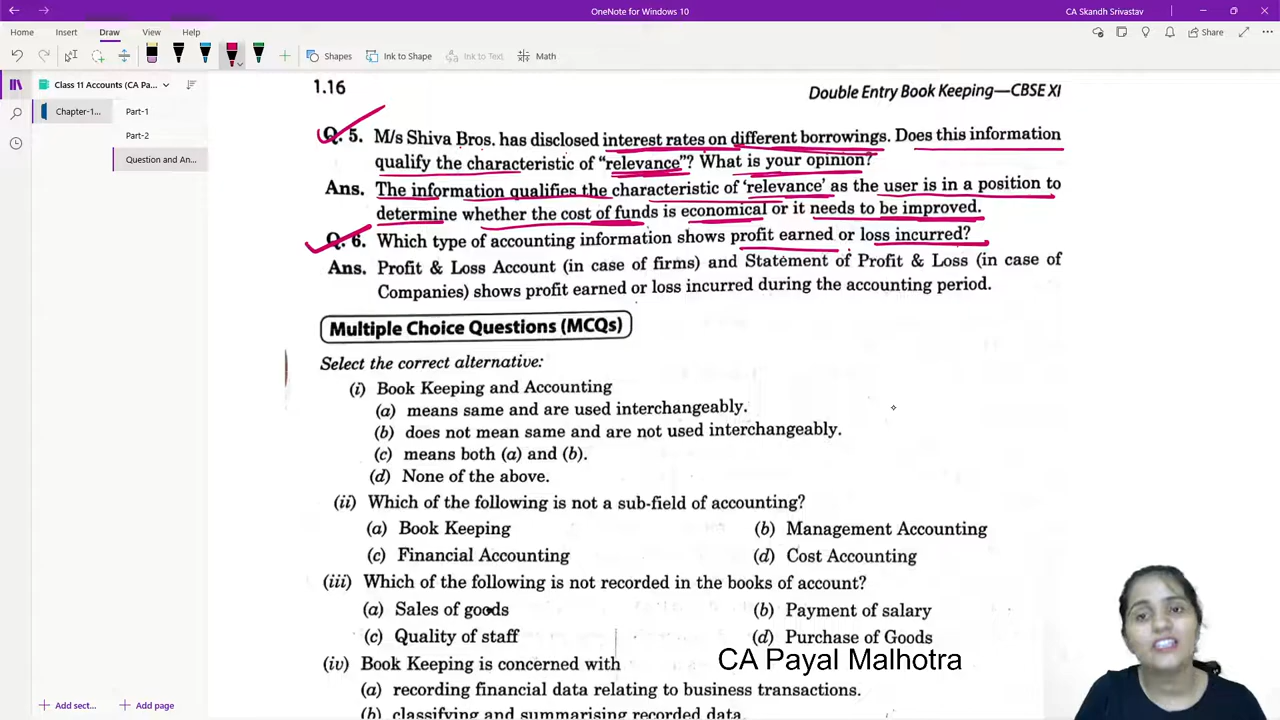 OneNote for Windows 10
CA Skandh Srivastav
Home
Insert
Draw
View
Help
Share
Shapes
Ink to Shape
Ink to Text
Math
Class 11 Accounts (CA Pa...
Chapter-1...
Part-1
Part-2
Question and An...
1.16
Double Entry Book Keeping—CBSE XI
Q. 5. M/s Shiva Bros. has disclosed interest rates on different borrowings. Does this information
qualify the characteristic of "relevance"? What is your opinion?
Ans. The information qualifies the characteristic of 'relevance' as the user is in a position to
determine whether the cost of funds is economical or it needs to be improved.
Q. 6. Which type of accounting information shows profit earned or loss incurred?
Ans. Profit & Loss Account (in case of firms) and Statement of Profit & Loss (in case of
Companies) shows profit earned or loss incurred during the accounting period.
Multiple Choice Questions (MCQs)
Select the correct alternative:
(i) Book Keeping and Accounting
(a) means same and are used interchangeably.
(b) does not mean same and are not used interchangeably.
(c) means both (a) and (b).
(d) None of the above.
(ii) Which of the following is not a sub-field of accounting?
(a) Book Keeping (b) Management Accounting
(c) Financial Accounting (d) Cost Accounting
(iii) Which of the following is not recorded in the books of account?
(a) Sales of goods (b) Payment of salary
(c) Quality of staff (d) Purchase of Goods
CA Payal Malhotra
(iv) Book Keeping is concerned with
(a) recording financial data relating to business transactions.
(b) classifying and summarising recorded data.
Add sect...
Add page